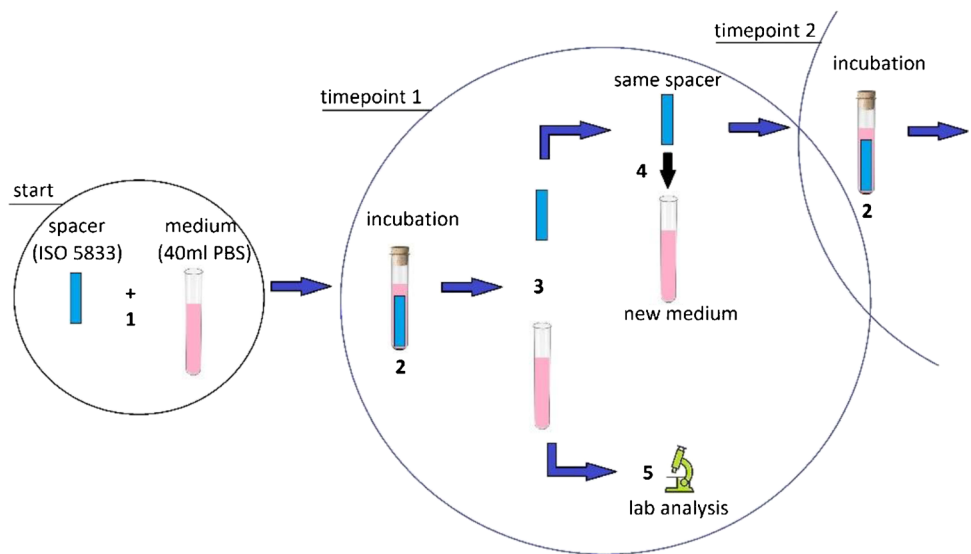 start
spacer
(ISO 5833)
+
1
medium
(40ml PBS)
timepoint 1
incubation
2
3
same spacer
4
new medium
5
lab analysis
timepoint 2
incubation
2